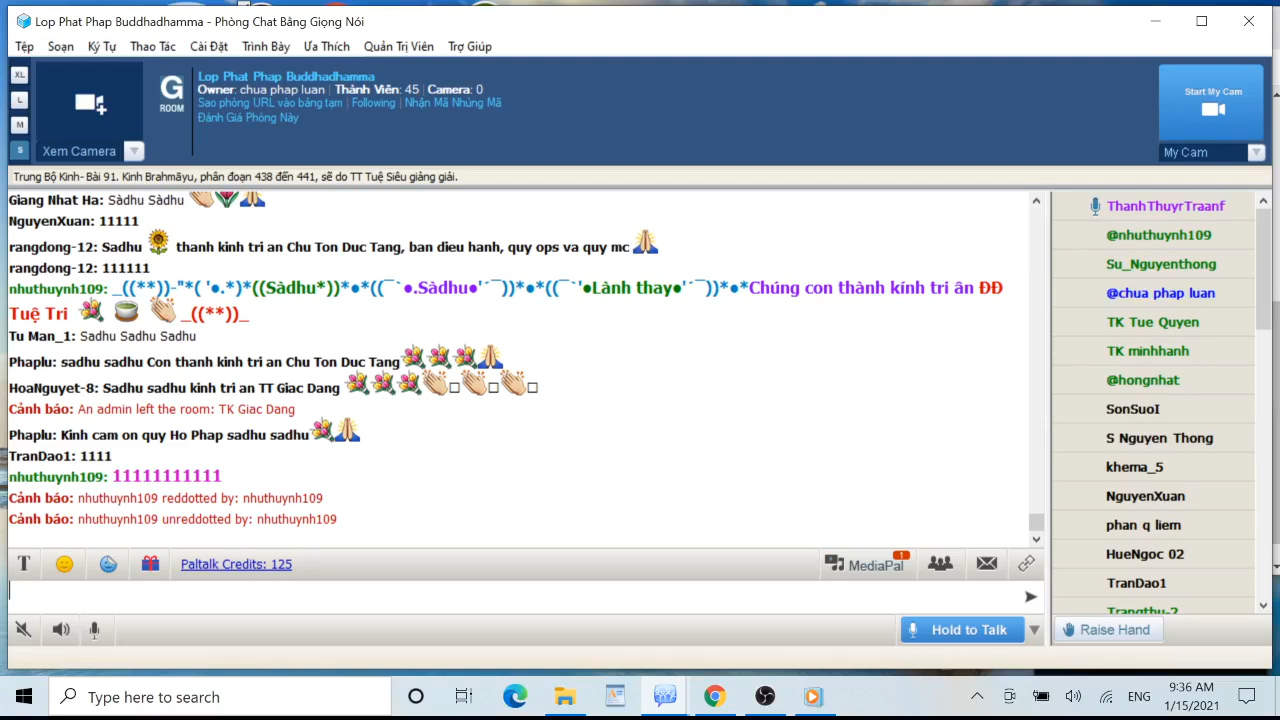 Lop Phat Phap Buddhadhamma - Phòng Chat Bằng Giọng Nói
Tệp Soạn Ký Tự Thao Tác Cài Đặt Trình Bày Ưa Thích Quản Trị Viên Trợ Giúp
XL
L
M
S
Xem Camera
G
ROOM
Lop Phat Phap Buddhadhamma
Owner: chua phap luan | Thành Viên: 45 | Camera: 0
Sao phòng URL vào bảng tạm | Following | Nhận Mã Nhúng Mã
Đánh Giá Phòng Này
Start My Cam
My Cam
Trung Bộ Kinh- Bài 91. Kinh Brahmāyu, phân đoạn 438 đến 441, sẽ do TT Tuệ Siêu giảng giải.
Giang Nhat Ha: Sàdhu Sàdhu 👏🌷🙏
NguyenXuan: 11111
rangdong-12: Sadhu 🌻 thanh kinh tri an Chu Ton Duc Tang, ban dieu hanh, quy ops va quy mc 🙏
rangdong-12: 111111
nhuthuynh109: _((**))-"*( '●.*)*((Sàdhu*))*●*((¯`●.Sàdhu●'´¯))*●*((¯`'●Lành thay●'´¯))*●*Chúng con thành kính tri ân ĐĐ
Tuệ Tri 💐 🍵 👏 _((**))_
Tu Man_1: Sadhu Sadhu Sadhu
Phaplu: sadhu sadhu Con thanh kinh tri an Chu Ton Duc Tang 💐💐💐🙏
HoaNguyet-8: Sadhu sadhu kinh tri an TT Giac Dang 💐💐💐👏□👏□👏□
Cảnh báo: An admin left the room: TK Giac Dang
Phaplu: Kinh cam on quy Ho Phap sadhu sadhu 💐🙏
TranDao1: 1111
nhuthuynh109: 11111111111
Cảnh báo: nhuthuynh109 reddotted by: nhuthuynh109
Cảnh báo: nhuthuynh109 unreddotted by: nhuthuynh109
ThanhThuyrTraanf
@nhuthuynh109
Su_Nguyenthong
@chua phap luan
TK Tue Quyen
TK minhhanh
@hongnhat
SonSuoI
S Nguyen Thong
khema_5
NguyenXuan
phan q liem
HueNgoc 02
TranDao1
Trangthu-2
T Paltalk Credits: 125 MediaPal 1
Hold to Talk
Raise Hand
Type here to search
ENG
9:36 AM
1/15/2021